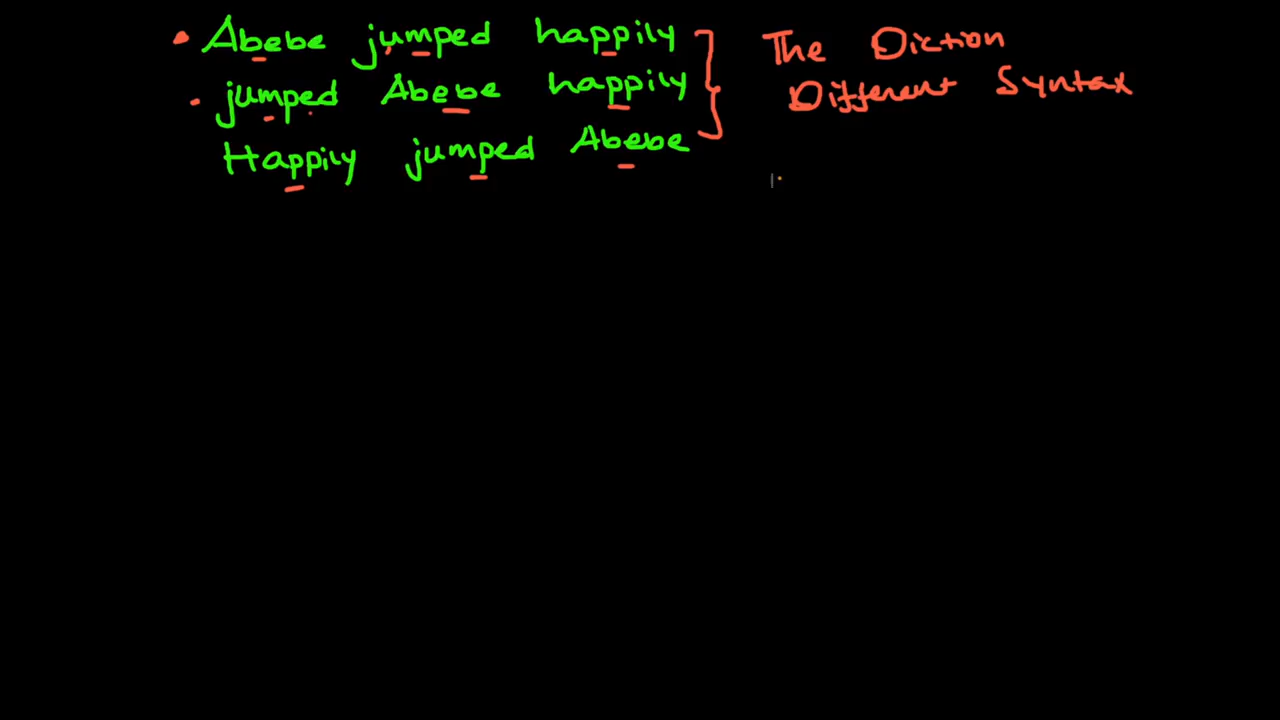 Abebe jumped happily
jumped Abebe happily
Happily jumped Abebe
The Diction
Different Syntax